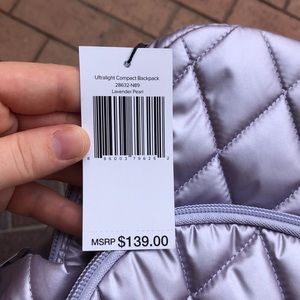 Ultralight Compact Backpack
28632-N89
Lavender Pearl
MSRP $139.00